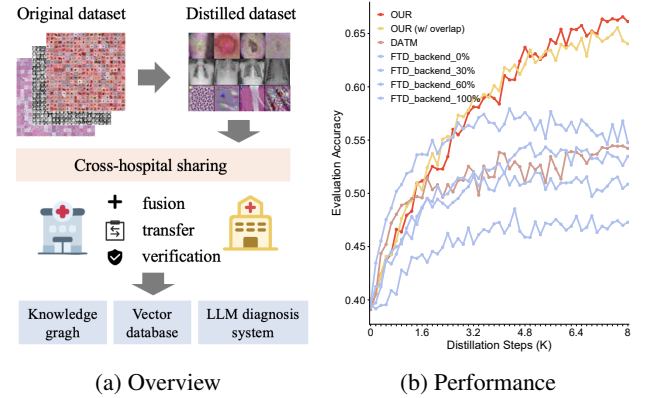 Original dataset
Distilled dataset
Cross-hospital sharing
fusion
transfer
verification
Knowledge
gragh
Vector
database
LLM diagnosis
system
(a) Overview
Evaluation Accuracy
0.65
0.60
0.55
0.50
0.45
0.40
OUR
OUR (w/ overlap)
DATM
FTD_backend_0%
FTD_backend_30%
FTD_backend_60%
FTD_backend_100%
0 1.6 3.2 4.8 6.4 8
Distillation Steps (K)
(b) Performance